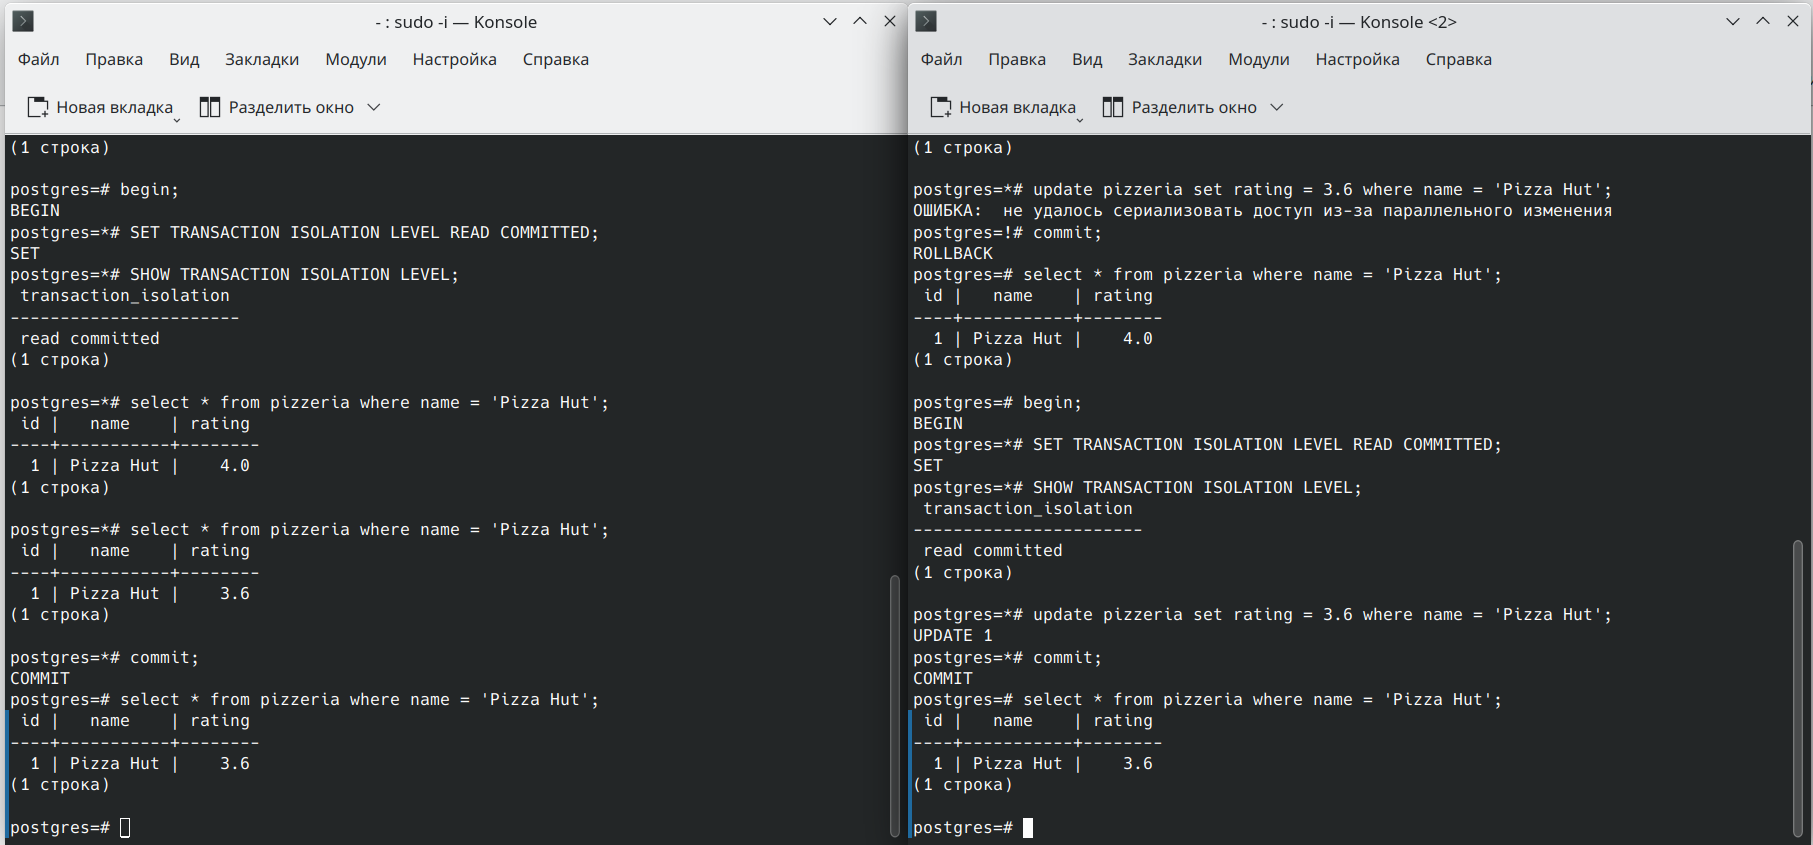 - : sudo -i — Konsole
Файл Правка Вид Закладки Модули Настройка Справка
Новая вкладка Разделить окно
(1 строка)

postgres=# begin;
BEGIN
postgres=*# SET TRANSACTION ISOLATION LEVEL READ COMMITTED;
SET
postgres=*# SHOW TRANSACTION ISOLATION LEVEL;
 transaction_isolation
-----------------------
 read committed
(1 строка)

postgres=*# select * from pizzeria where name = 'Pizza Hut';
 id |   name    | rating
----+-----------+--------
  1 | Pizza Hut |    4.0
(1 строка)

postgres=*# select * from pizzeria where name = 'Pizza Hut';
 id |   name    | rating
----+-----------+--------
  1 | Pizza Hut |    3.6
(1 строка)

postgres=*# commit;
COMMIT
postgres=# select * from pizzeria where name = 'Pizza Hut';
 id |   name    | rating
----+-----------+--------
  1 | Pizza Hut |    3.6
(1 строка)

postgres=#
- : sudo -i — Konsole <2>
Файл Правка Вид Закладки Модули Настройка Справка
Новая вкладка Разделить окно
(1 строка)

postgres=*# update pizzeria set rating = 3.6 where name = 'Pizza Hut';
ОШИБКА:  не удалось сериализовать доступ из-за параллельного изменения
postgres=!# commit;
ROLLBACK
postgres=# select * from pizzeria where name = 'Pizza Hut';
 id |   name    | rating
----+-----------+--------
  1 | Pizza Hut |    4.0
(1 строка)

postgres=# begin;
BEGIN
postgres=*# SET TRANSACTION ISOLATION LEVEL READ COMMITTED;
SET
postgres=*# SHOW TRANSACTION ISOLATION LEVEL;
 transaction_isolation
-----------------------
 read committed
(1 строка)

postgres=*# update pizzeria set rating = 3.6 where name = 'Pizza Hut';
UPDATE 1
postgres=*# commit;
COMMIT
postgres=# select * from pizzeria where name = 'Pizza Hut';
 id |   name    | rating
----+-----------+--------
  1 | Pizza Hut |    3.6
(1 строка)

postgres=#